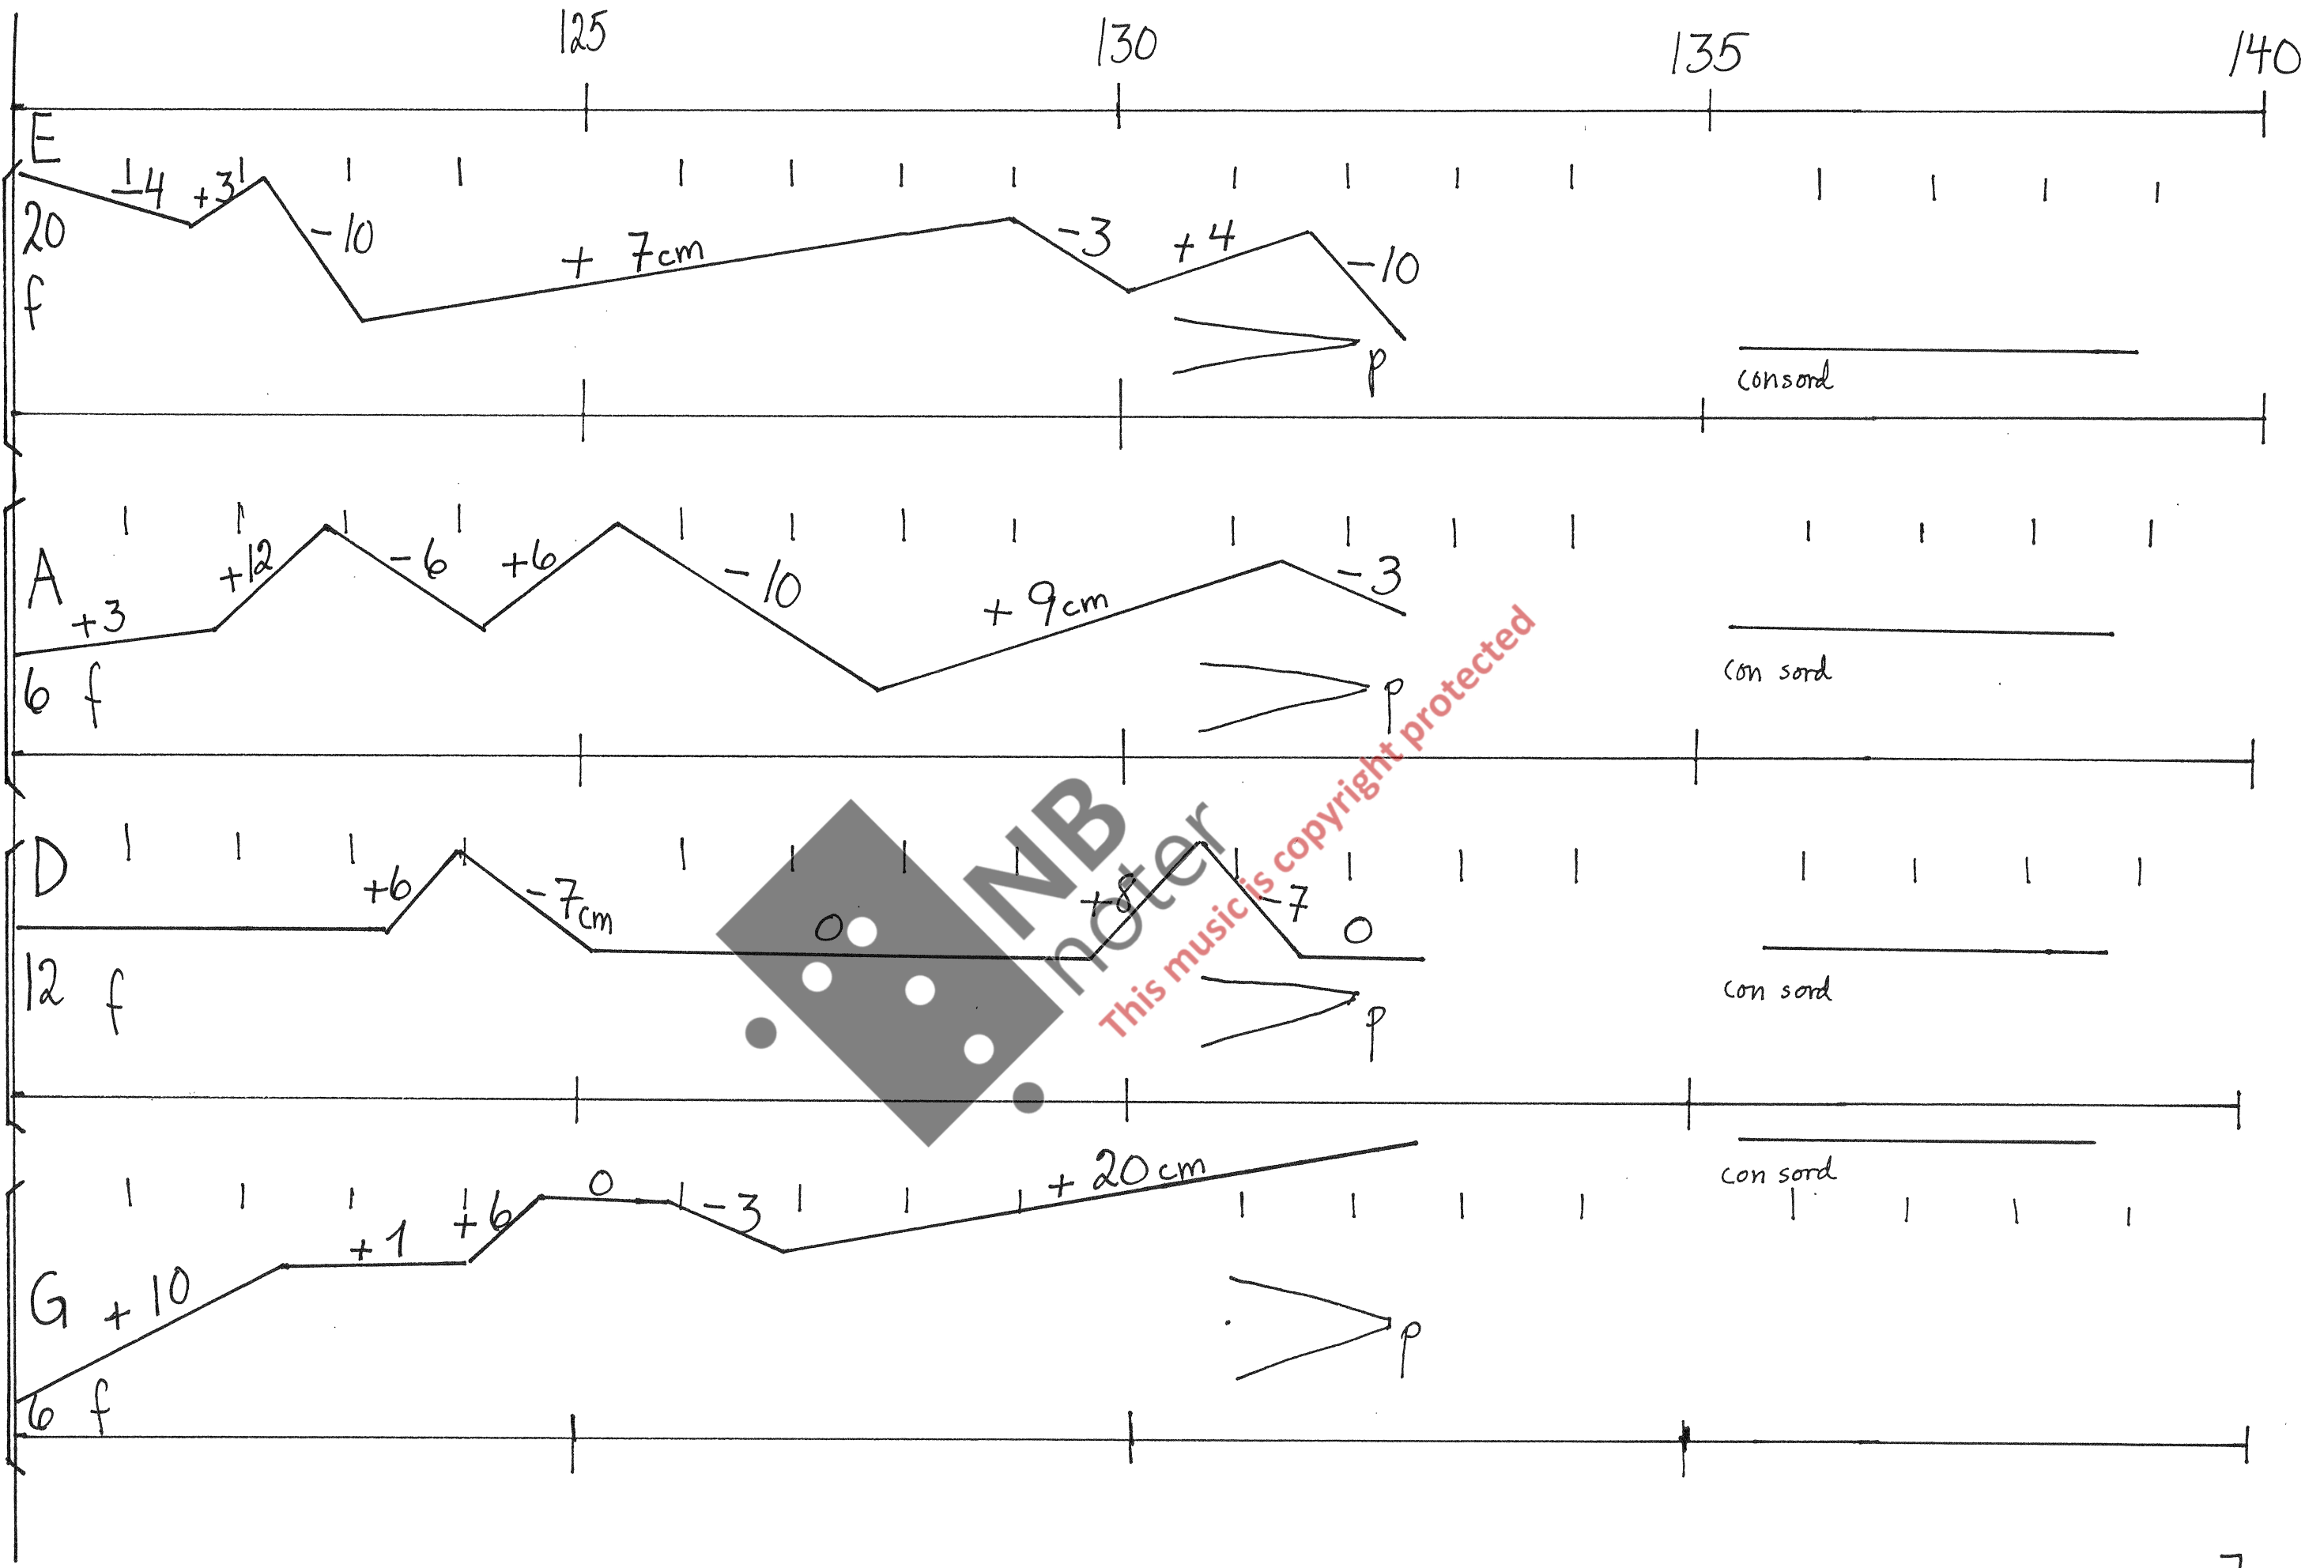 125 130 135 140
E
-4 +3 -10 + 7cm -3 +4 -10
20
f
p
con sord
A
+3 +12 -6 +6 -10 + 9cm -3
6 f
p
con sord
D
+6 -7cm 0 +8 -7 0
12 f
p
con sord
G
+ 10 + 1 +6 0 -3 + 20cm
6 f
p
con sord
NB
noter
This music is copyright protected